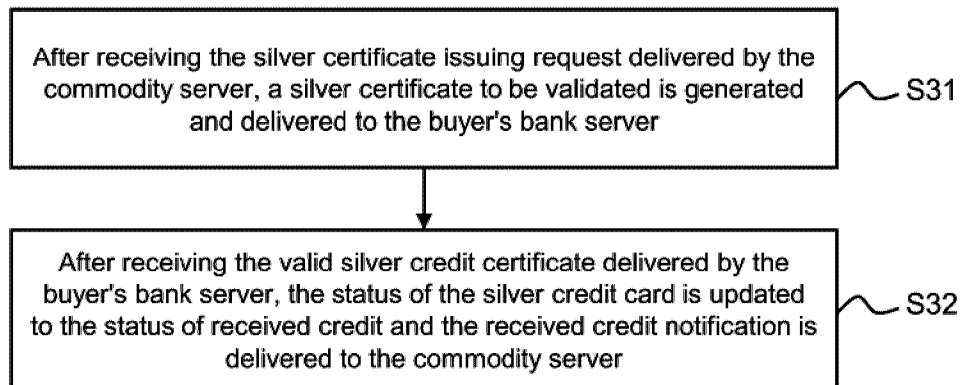 After receiving the silver certificate issuing request delivered by the
commodity server, a silver certificate to be validated is generated
and delivered to the buyer's bank server
S31
After receiving the valid silver credit certificate delivered by the
buyer's bank server, the status of the silver credit card is updated
to the status of received credit and the received credit notification is
delivered to the commodity server
S32